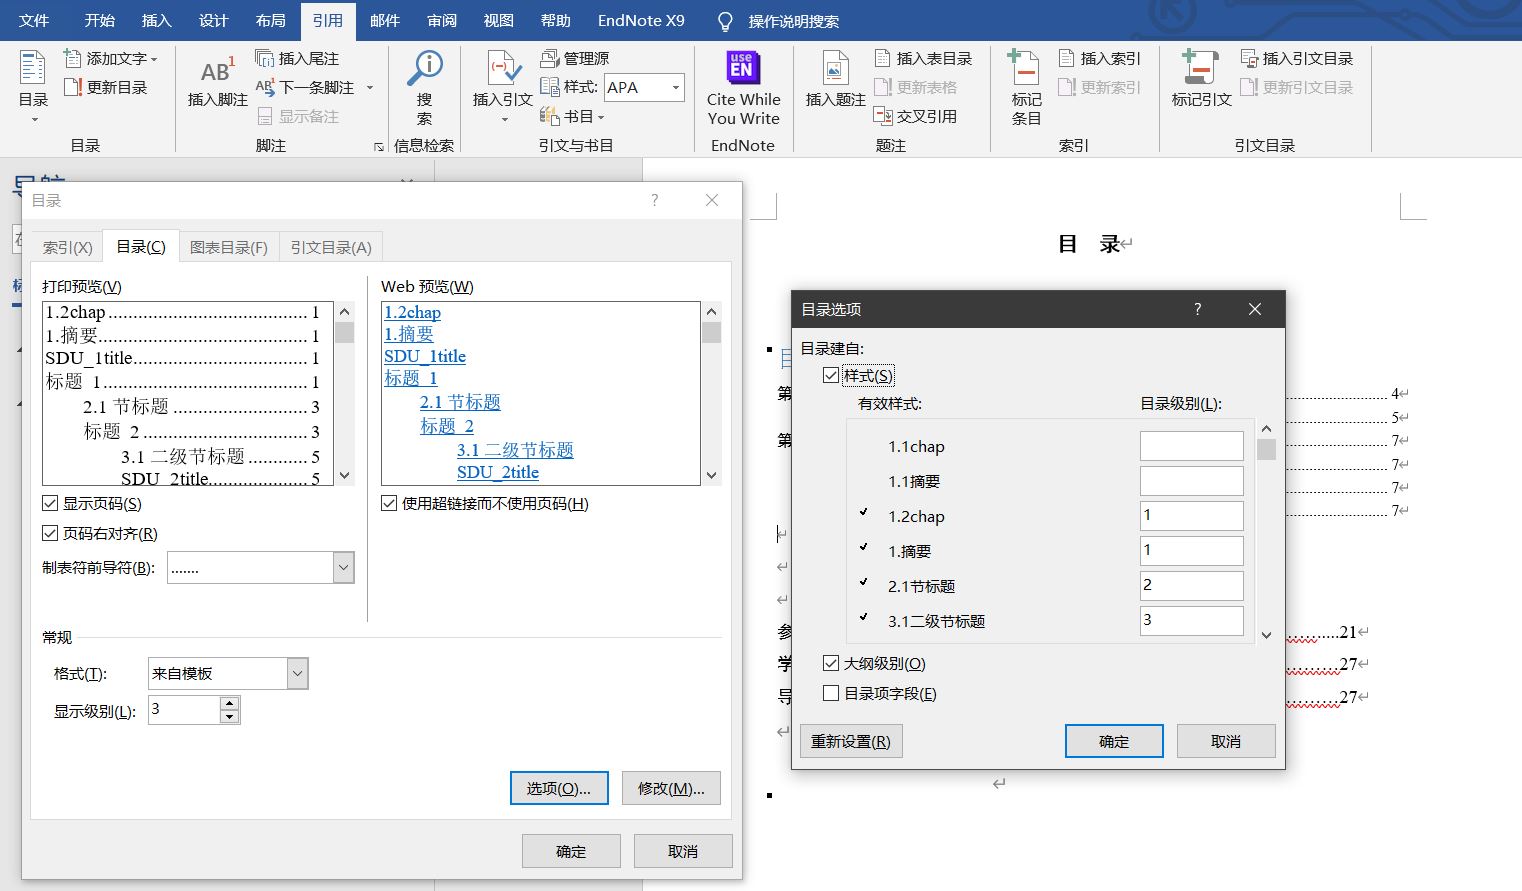 文件 开始 插入 设计 布局 引用 邮件 审阅 视图 帮助 EndNote X9 操作说明搜索
目录
添加文字
更新目录
目录
AB1
插入脚注
插入尾注
下一条脚注
显示备注
脚注
搜
索
信息检索
插入引文
管理源
样式: APA
书目
引文与书目
use
EN
Cite While
You Write
EndNote
插入题注
插入表目录
更新表格
交叉引用
题注
标记
条目
插入索引
更新索引
索引
标记引文
插入引文目录
更新引文目录
引文目录
目录 ?
索引(X) 目录(C) 图表目录(F) 引文目录(A)
打印预览(V)
1.2chap........................................... 1
1.摘要............................................. 1
SDU_1title...................................... 1
标题 1............................................. 1
2.1 节标题 .............................. 3
标题 2.................................... 3
3.1 二级节标题 ............. 5
SDU_2title...................... 5
Web 预览(W)
1.2chap
1.摘要
SDU_1title
标题 1
2.1 节标题
标题 2
3.1 二级节标题
SDU_2title
显示页码(S)
页码右对齐(R)
制表符前导符(B): .......
使用超链接而不使用页码(H)
常规
格式(T): 来自模板
显示级别(L): 3
选项(O)... 修改(M)...
确定 取消
目 录
第 4
5
第 7
7
7
7
参 21
学 27
导 27
目录选项 ?
目录建自:
样式(S)
有效样式: 目录级别(L):
1.1chap
1.1摘要
1.2chap 1
1.摘要 1
2.1节标题 2
3.1二级节标题 3
大纲级别(O)
目录项字段(E)
重新设置(R) 确定 取消